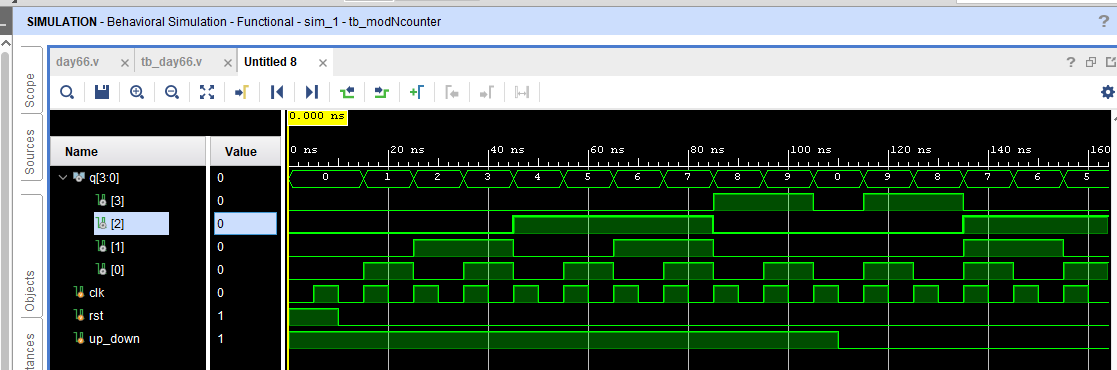 SIMULATION - Behavioral Simulation - Functional - sim_1 - tb_modNcounter ?
day66.v × tb_day66.v × Untitled 8 × ?
Scope
Sources
Objects
tances
0.000 ns
Name Value
0 ns 20 ns 40 ns 60 ns 80 ns 100 ns 120 ns 140 ns 160
q[3:0] 0 0 1 2 3 4 5 6 7 8 9 0 9 8 7 6 5
[3] 0
[2] 0
[1] 0
[0] 0
clk 0
rst 1
up_down 1